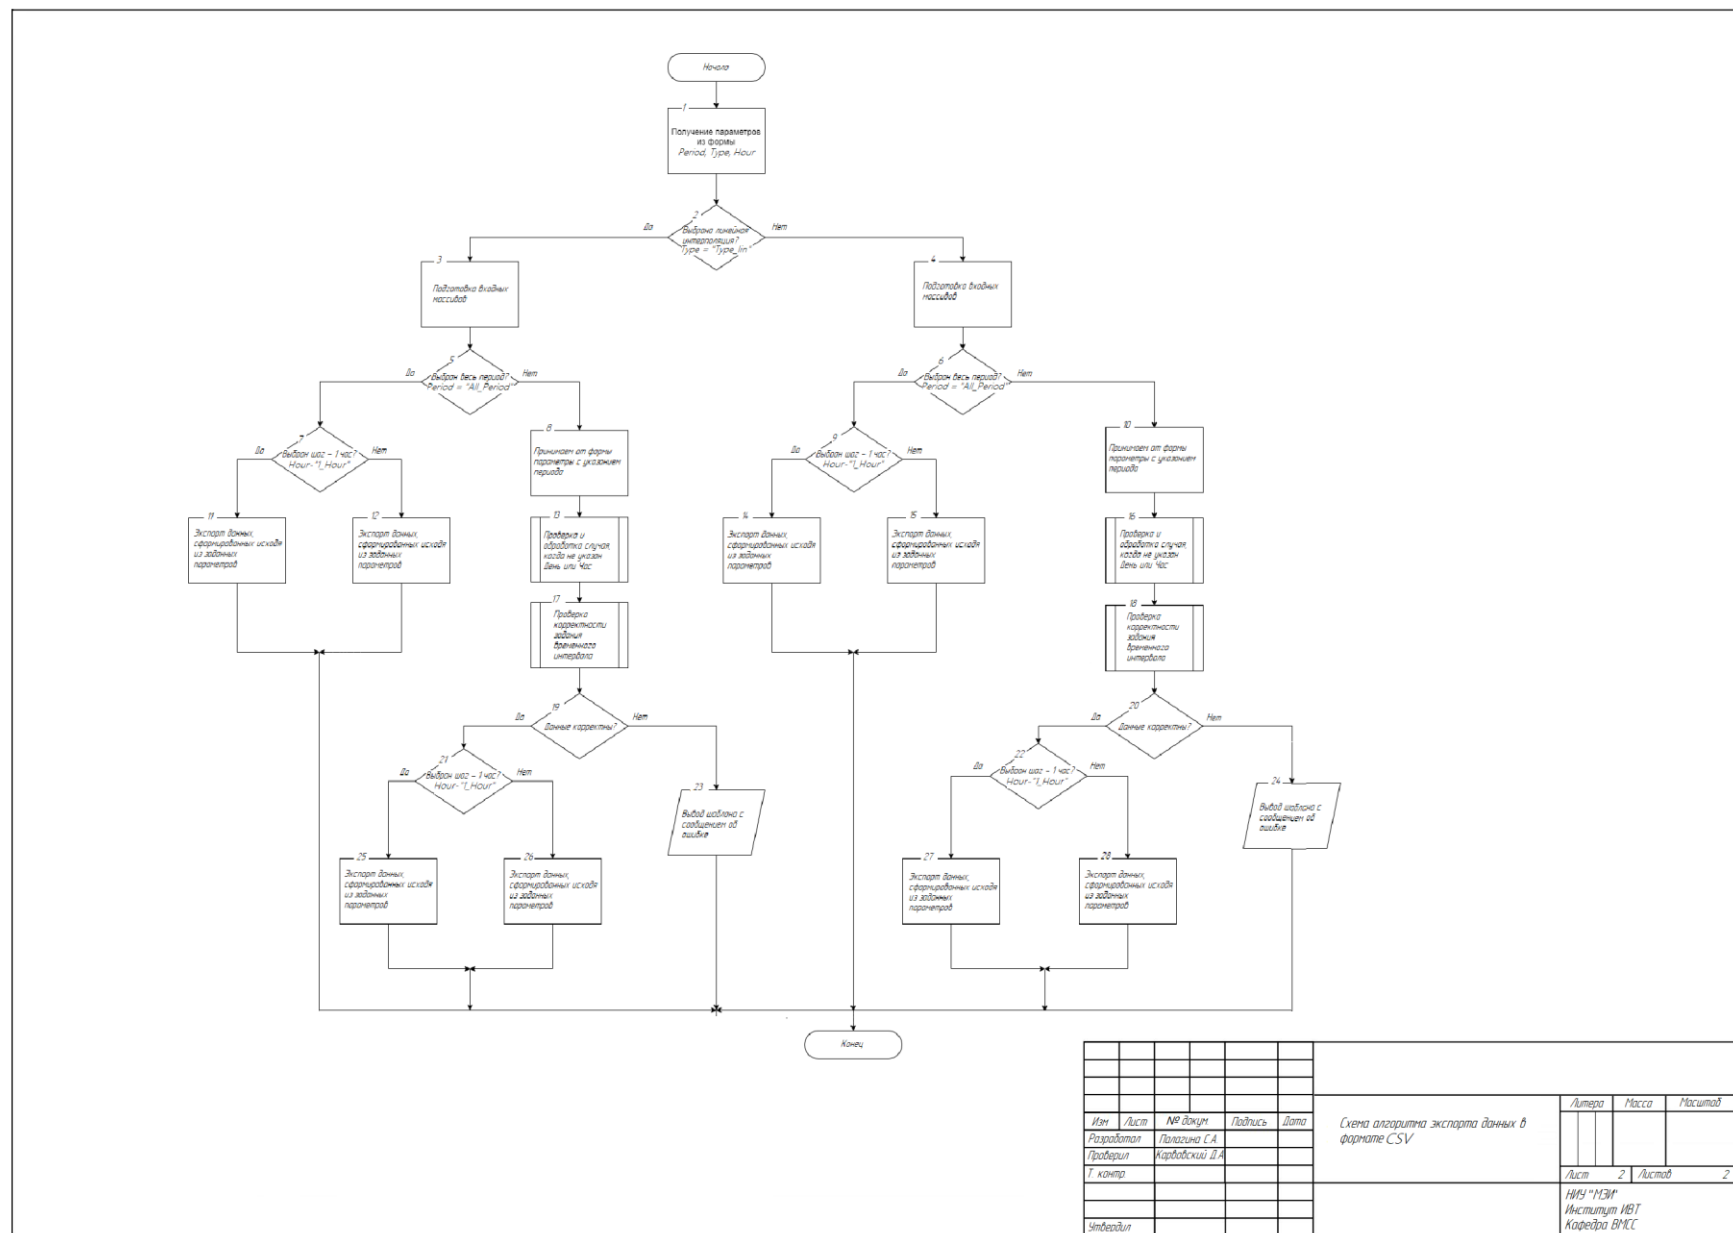 Начало
1
Получение параметров
из формы
Period, Type, Hour
2
Выбрана линейная
интерполяция?
Type = "Type_lin"
Да
Нет
3
Подготовка входных
массивов
4
Подготовка входных
массивов
5
Выбран весь период?
Period = "All_Period"
Да
Нет
6
Выбран весь период?
Period = "All_Period"
Да
Нет
7
Выбран шаг – 1 час?
Hour-"1_Hour"
Да
Нет
8
Принимаем от формы
параметры с указанием
периода
9
Выбран шаг – 1 час?
Hour-"1_Hour"
Да
Нет
10
Принимаем от формы
параметры с указанием
периода
11
Экспорт данных,
сформированных исходя
из заданных
параметров
12
Экспорт данных,
сформированных исходя
из заданных
параметров
13
Проверка и
обработка случая,
когда не указан
День или Час
14
Экспорт данных,
сформированных исходя
из заданных
параметров
15
Экспорт данных,
сформированных исходя
из заданных
параметров
16
Проверка и
обработка случая,
когда не указан
День или Час
17
Проверка
корректности
задания
временного
интервала
18
Проверка
корректности
задания
временного
интервала
19
Данные корректны?
Да
Нет
20
Данные корректны?
Да
Нет
21
Выбран шаг – 1 час?
Hour-"1_Hour"
Да
Нет
22
Выбран шаг – 1 час?
Hour-"1_Hour"
Да
Нет
23
Вывод шаблона с
сообщением об
ошибке
24
Вывод шаблона с
сообщением об
ошибке
25
Экспорт данных,
сформированных исходя
из заданных
параметров
26
Экспорт данных,
сформированных исходя
из заданных
параметров
27
Экспорт данных,
сформированных исходя
из заданных
параметров
28
Экспорт данных,
сформированных исходя
из заданных
параметров
Конец
Изм Лист № докум Подпись Дата
Разработал Палагина С.А.
Проверил Карвовский Д.А
Т. контр.
Утвердил
Схема алгоритма экспорта данных в
формате CSV
Литера Масса Масштаб
Лист 2 Листов 2
НИУ "МЭИ"
Институт ИВТ
Кафедра ВМСС